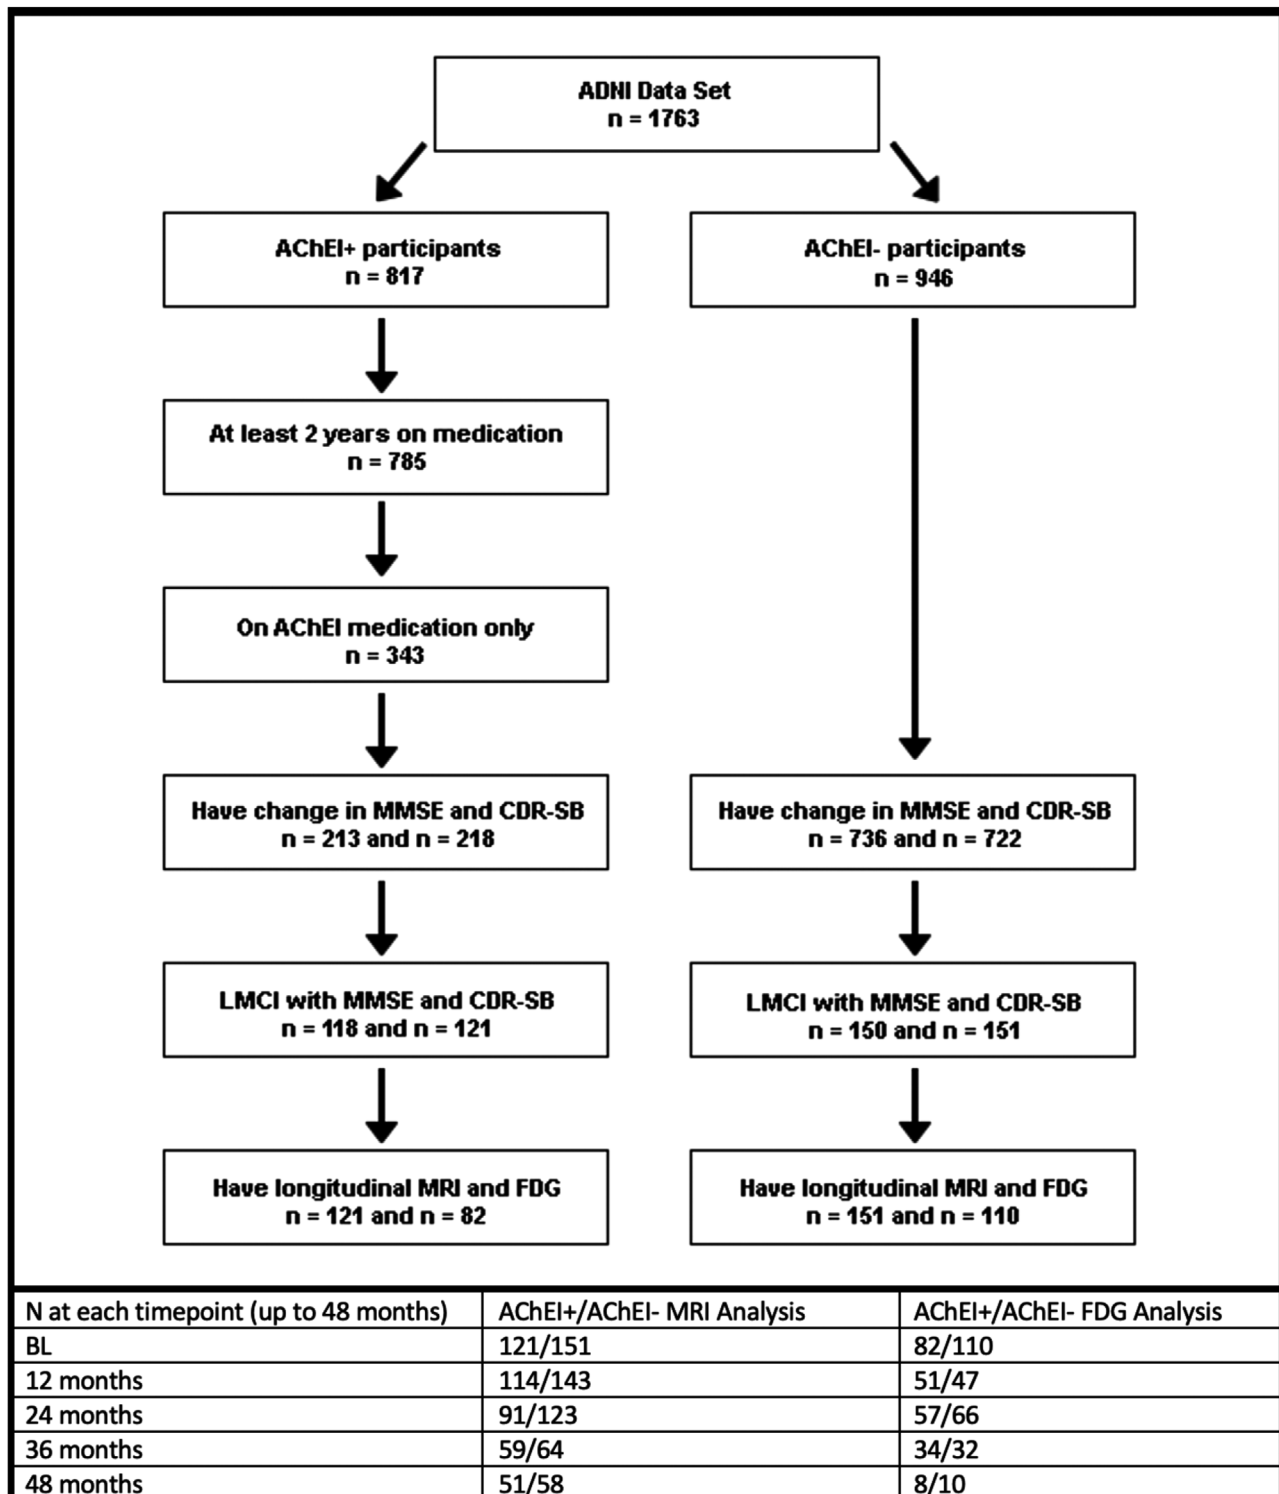 ADNI Data Set
n = 1763
AChEI+ participants
n = 817
AChEI- participants
n = 946
At least 2 years on medication
n = 785
On AChEI medication only
n = 343
Have change in MMSE and CDR-SB
n = 213 and n = 218
Have change in MMSE and CDR-SB
n = 736 and n = 722
LMCI with MMSE and CDR-SB
n = 118 and n = 121
LMCI with MMSE and CDR-SB
n = 150 and n = 151
Have longitudinal MRI and FDG
n = 121 and n = 82
Have longitudinal MRI and FDG
n = 151 and n = 110
N at each timepoint (up to 48 months) AChEI+/AChEI- MRI Analysis AChEI+/AChEI- FDG Analysis
BL 121/151 82/110
12 months 114/143 51/47
24 months 91/123 57/66
36 months 59/64 34/32
48 months 51/58 8/10